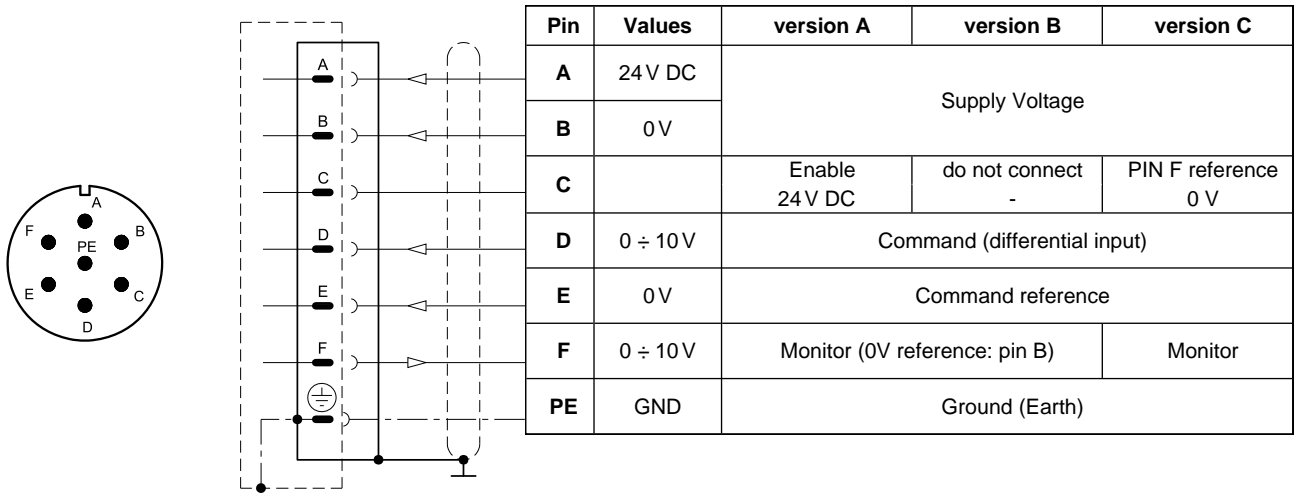 A
F
B
PE
E
C
D
A
B
C
D
E
F
Pin Values version A version B version C
A 24 V DC
Supply Voltage
B 0 V
C Enable do not connect PIN F reference
24 V DC - 0 V
D 0 ÷ 10 V Command (differential input)
E 0 V Command reference
F 0 ÷ 10 V Monitor (0V reference: pin B) Monitor
PE GND Ground (Earth)